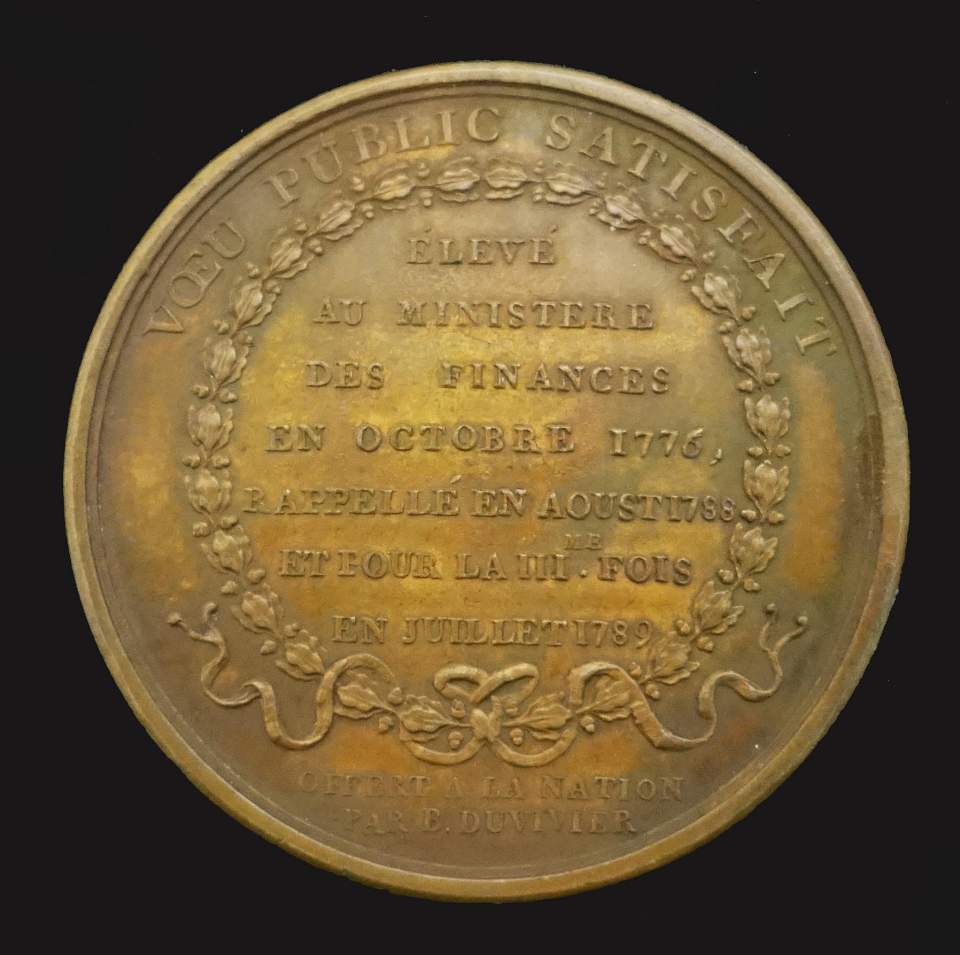 VŒU PUBLIC SATISFAIT
ÉLEVÉ
AU MINISTERE
DES FINANCES
EN OCTOBRE 1776,
RAPPELLÉ EN AOUST 1788
ET POUR LA III.ME FOIS
EN JUILLET 1789
OFFERT A LA NATION
PAR B. DUVIVIER